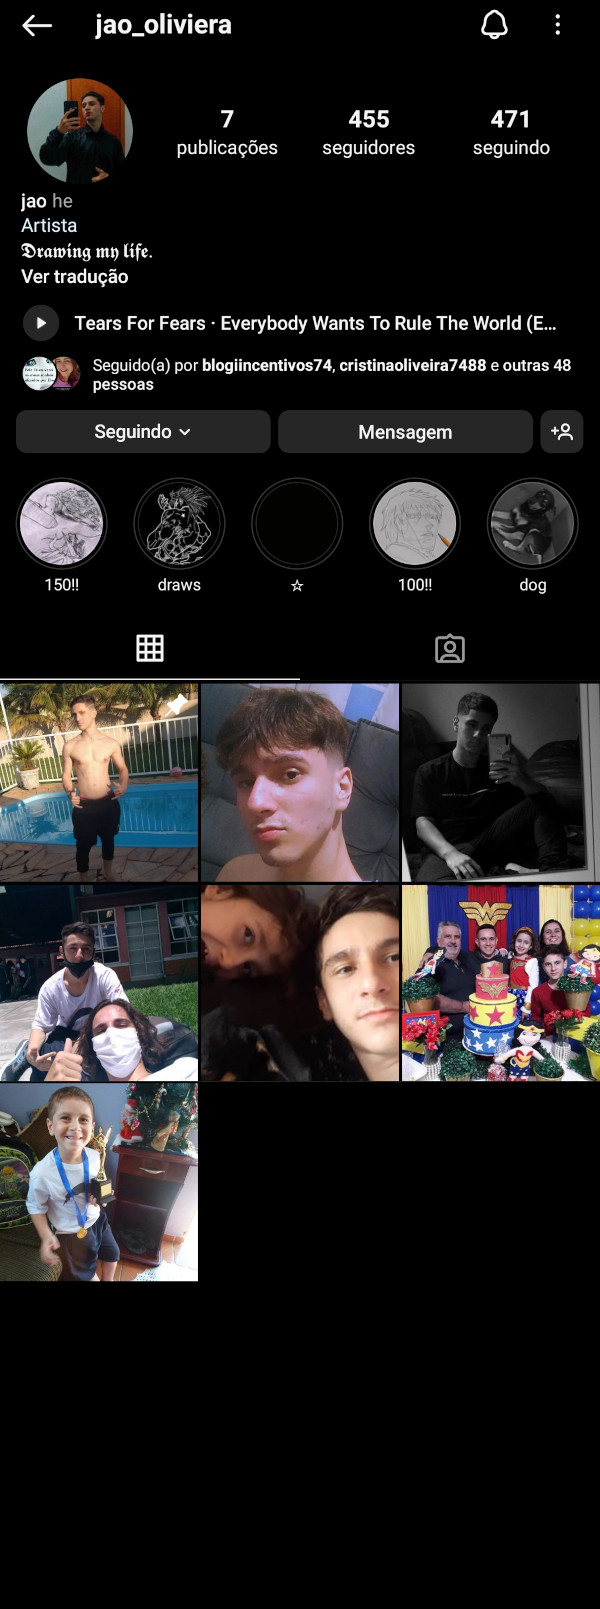 jao_oliviera
7
publicações
455
seguidores
471
seguindo
jao he
Artista
𝕯𝖗𝖆𝖜𝖎𝖓𝖌 𝖒𝖞 𝖑𝖎𝖋𝖊.
Ver tradução
Tears For Fears · Everybody Wants To Rule The World (E...
Seguido(a) por blogiincentivos74, cristinaoliveira7488 e outras 48
pessoas
Seguindo
Mensagem
150!!
draws
☆
100!!
dog